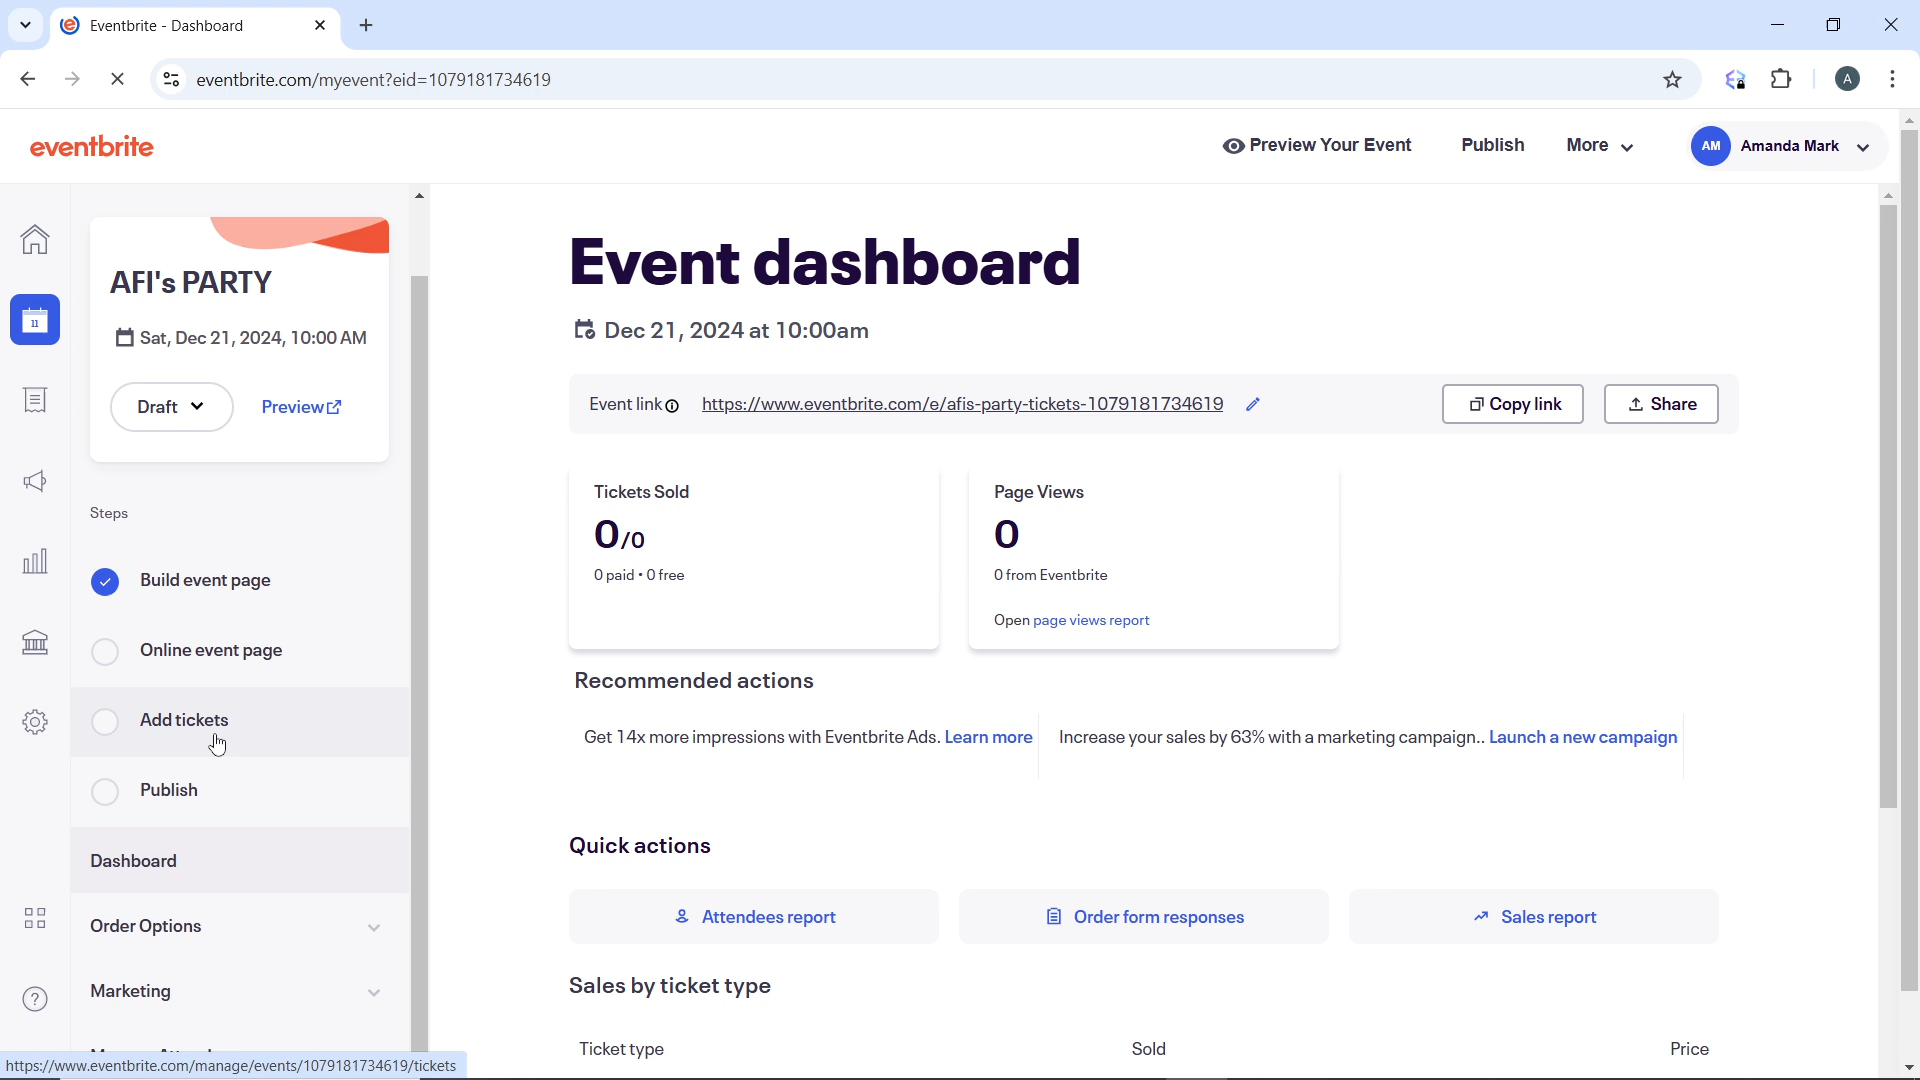 Eventbrite - Dashboard
eventbrite.com/myevent?eid=1079181734619
A
eventbrite
Preview Your Event
Publish
More
AM
Amanda Mark
11
AFI's PARTY
Sat, Dec 21, 2024, 10:00 AM
Draft
Preview
Steps
Build event page
Online event page
Add tickets
Publish
Dashboard
Order Options
Marketing
https://www.eventbrite.com/manage/events/1079181734619/tickets
Event dashboard
Dec 21, 2024 at 10:00am
Event link
https://www.eventbrite.com/e/afis-party-tickets-1079181734619
Copy link
Share
Tickets Sold
0/0
0 paid • 0 free
Page Views
0
0 from Eventbrite
Open page views report
Recommended actions
Get 14x more impressions with Eventbrite Ads. Learn more
Increase your sales by 63% with a marketing campaign.. Launch a new campaign
Quick actions
Attendees report
Order form responses
Sales report
Sales by ticket type
Ticket type
Sold
Price